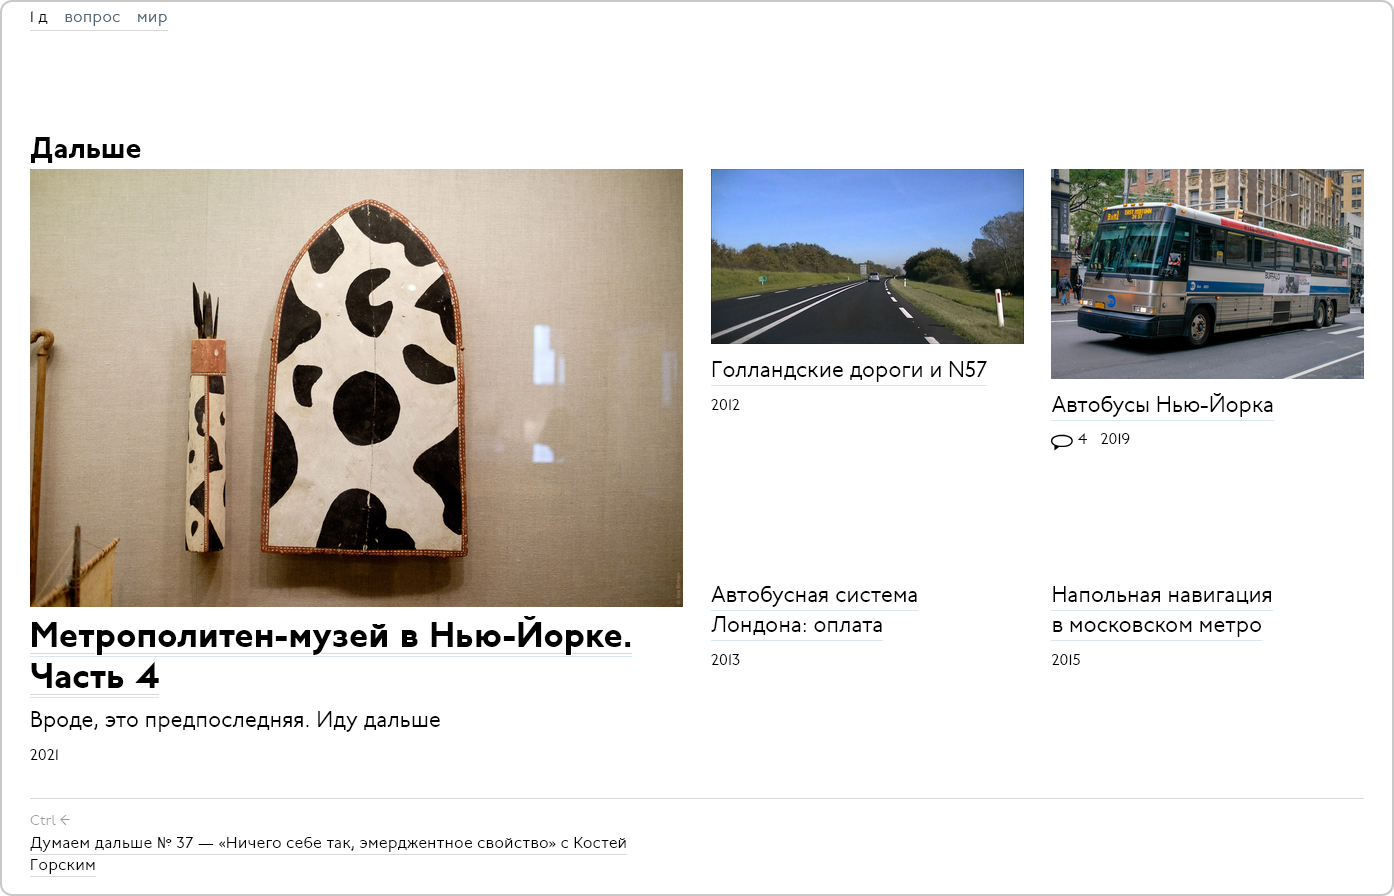 1 д вопрос мир
Дальше
Метрополитен-музей в Нью-Йорке.
Часть 4
Вроде, это предпоследняя. Иду дальше
2021
Голландские дороги и N57
2012
Автобусы Нью-Йорка
4 2019
Автобусная система
Лондона: оплата
2013
Напольная навигация
в московском метро
2015
Ctrl ←
Думаем дальше № 37 — «Ничего себе так, эмерджентное свойство» с Костей
Горским